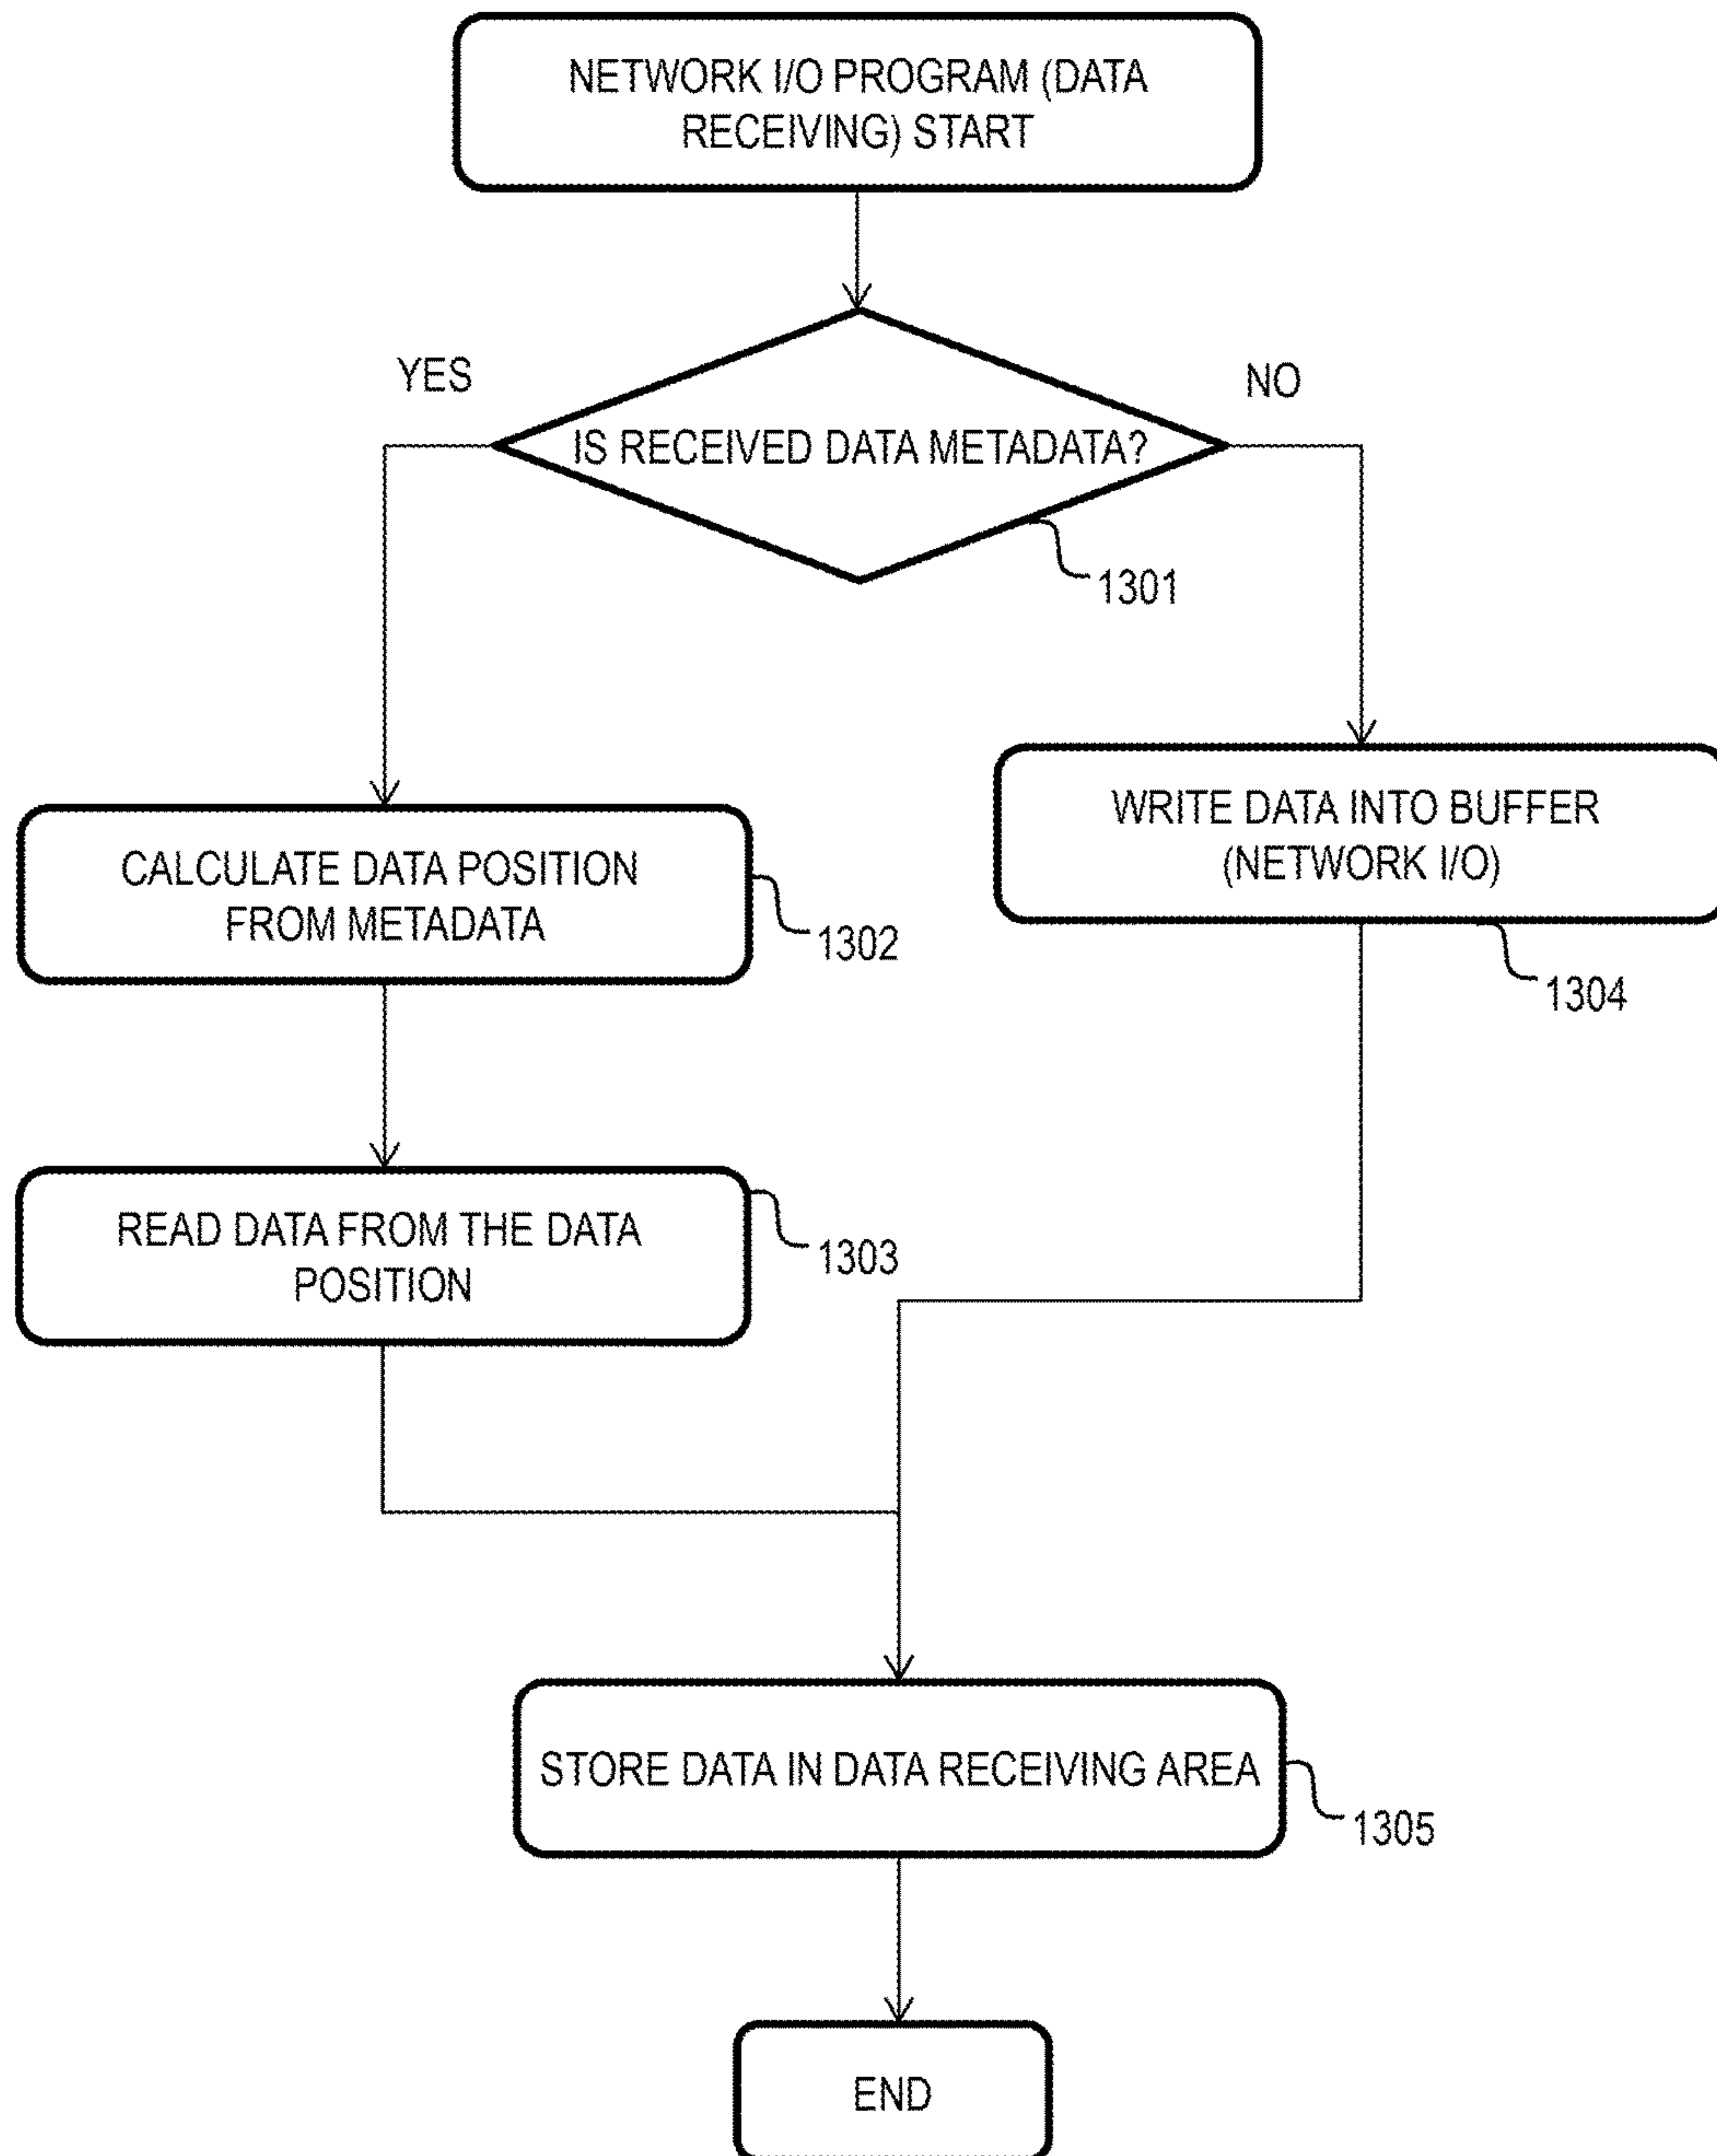 NETWORK I/O PROGRAM (DATA
RECEIVING) START
YES
NO
IS RECEIVED DATA METADATA?
1301
WRITE DATA INTO BUFFER
(NETWORK I/O)
1304
CALCULATE DATA POSITION
FROM METADATA
1302
READ DATA FROM THE DATA
POSITION
1303
STORE DATA IN DATA RECEIVING AREA
1305
END